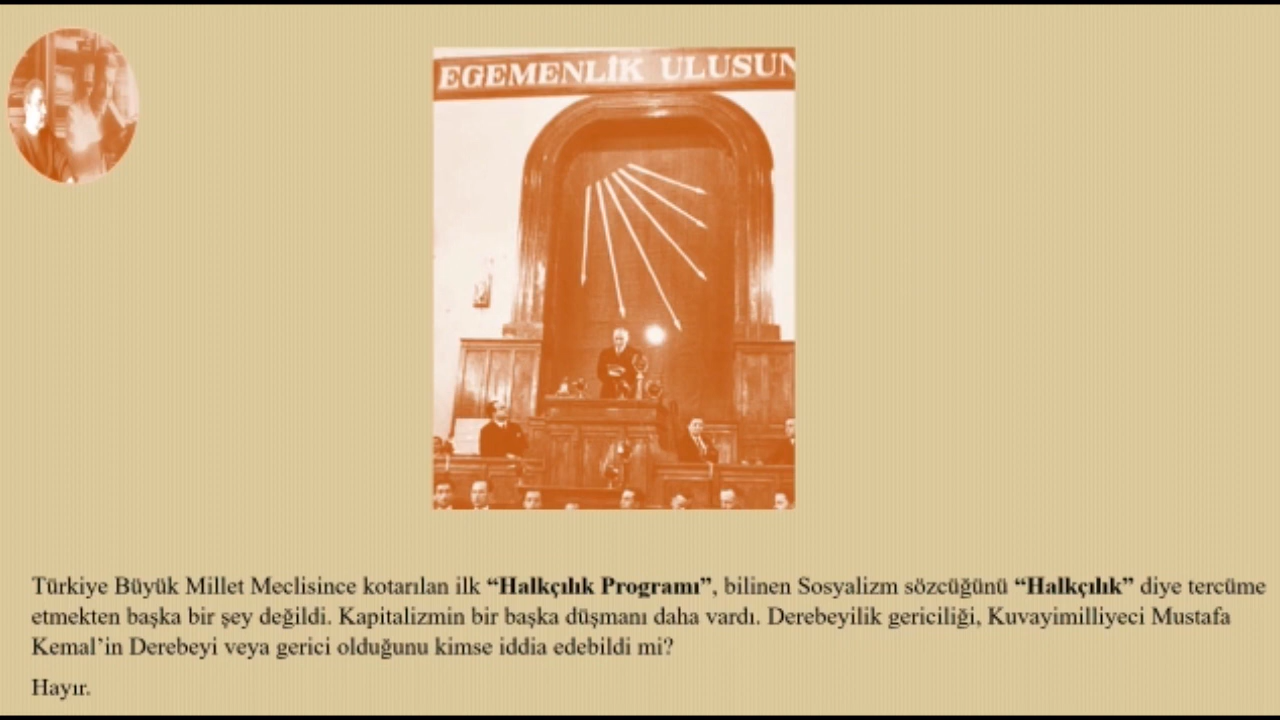 EGEMENLİK ULUSUN
Türkiye Büyük Millet Meclisince kotarılan ilk “Halkçılık Programı”, bilinen Sosyalizm sözcüğünü “Halkçılık” diye tercüme
etmekten başka bir şey değildi. Kapitalizmin bir başka düşmanı daha vardı. Derebeyilik gericiliği, Kuvayimilliyeci Mustafa
Kemal’in Derebeyi veya gerici olduğunu kimse iddia edebildi mi?
Hayır.